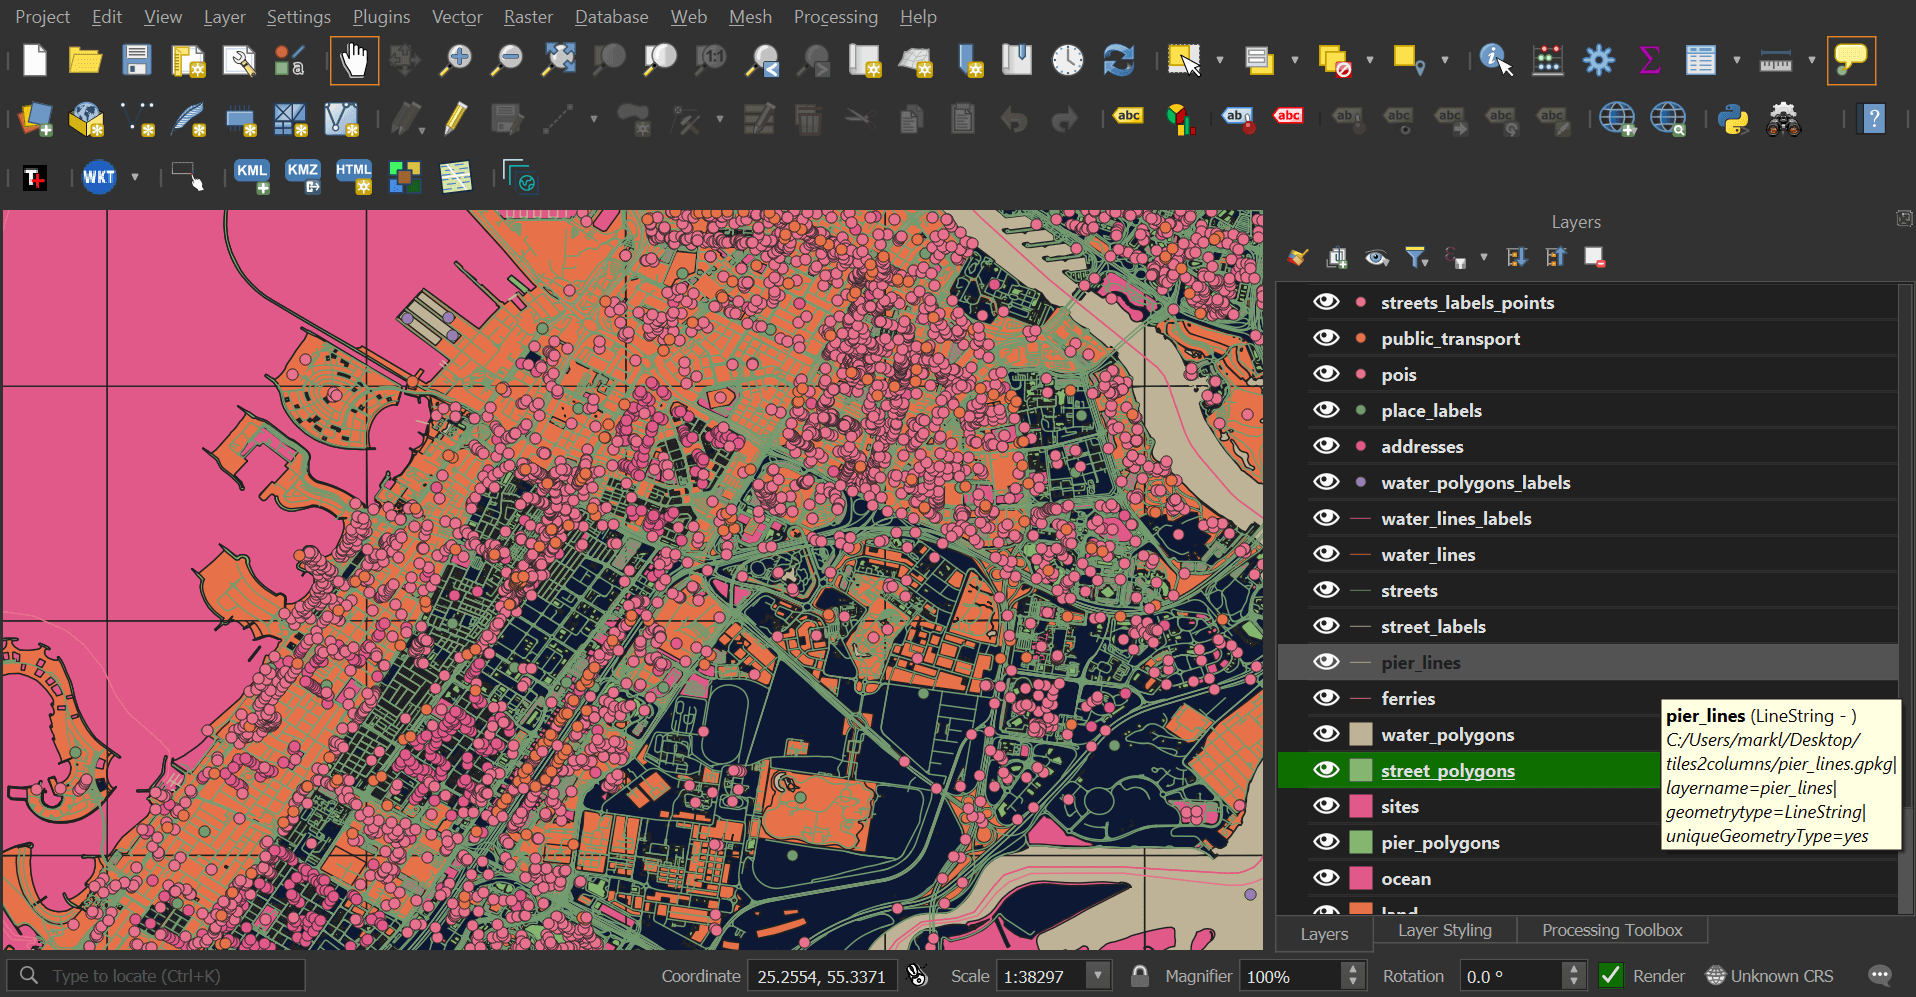 Project Edit View Layer Settings Plugins Vector Raster Database Web Mesh Processing Help
a 1:1
abc ab abc ab abc abc abc abc ?
T+ WKT KML KMZ HTML
Layers
streets_labels_points
public_transport
pois
place_labels
addresses
water_polygons_labels
water_lines_labels
water_lines
streets
street_labels
pier_lines
ferries
water_polygons
street_polygons
sites
pier_polygons
ocean
land
pier_lines (LineString - )
C:/Users/markl/Desktop/
tiles2columns/pier_lines.gpkg|
layername=pier_lines|
geometrytype=LineString|
uniqueGeometryType=yes
Layers Layer Styling Processing Toolbox
Type to locate (Ctrl+K) Coordinate 25.2554, 55.3371 Scale 1:38297 Magnifier 100% Rotation 0.0 ° Render Unknown CRS